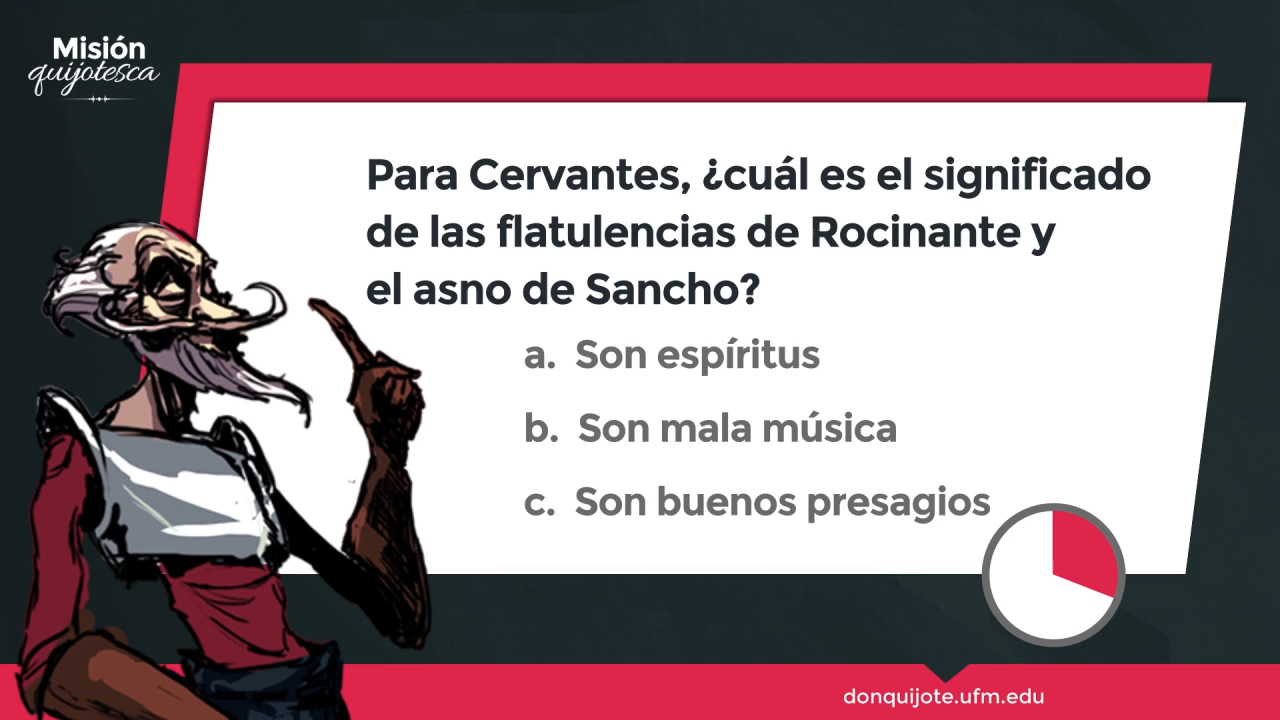 Misión
quijotesca
Para Cervantes, ¿cuál es el significado
de las flatulencias de Rocinante y
el asno de Sancho?
a. Son espíritus
b. Son mala música
c. Son buenos presagios
donquijote.ufm.edu